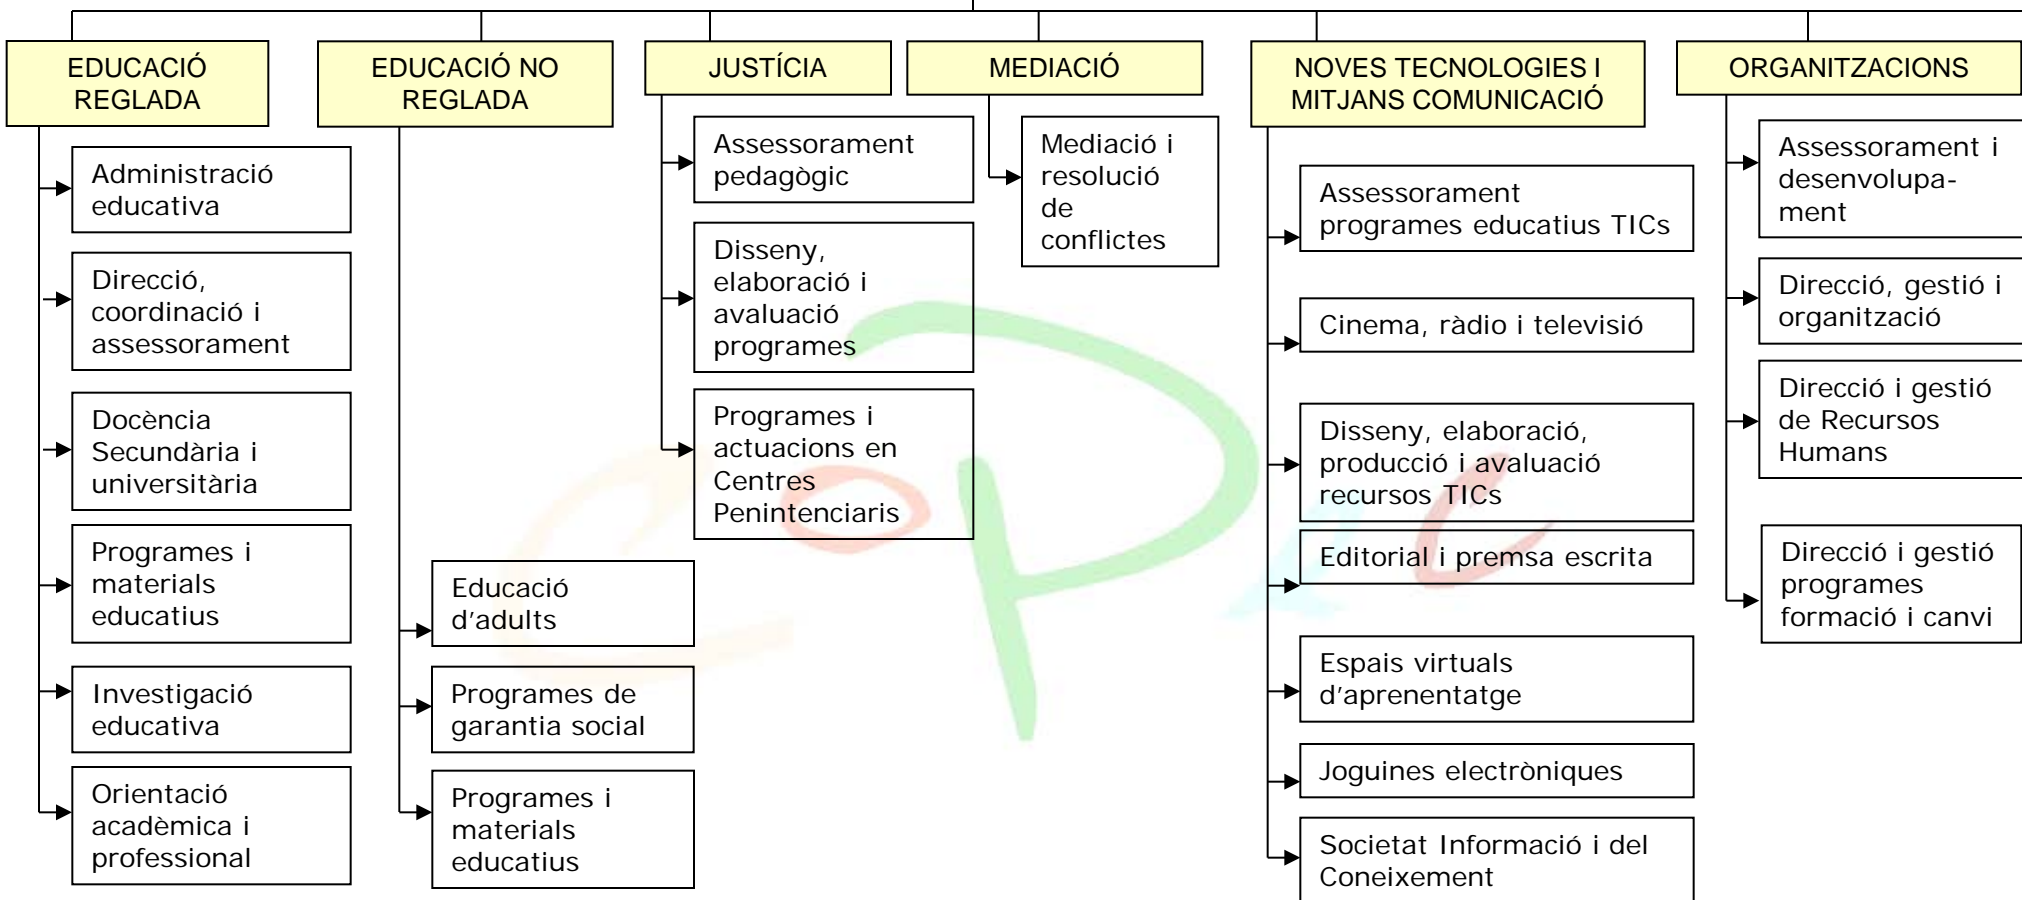 EDUCACIÓ
REGLADA
Administració
educativa
Direcció,
coordinació i
assessorament
Docència
Secundària i
universitària
Programes i
materials
educatius
Investigació
educativa
Orientació
acadèmica i
professional
EDUCACIÓ NO
REGLADA
Educació
d'adults
Programes de
garantia social
Programes i
materials
educatius
JUSTÍCIA
Assessorament
pedagògic
Disseny,
elaboració i
avaluació
programes
Programes i
actuacions en
Centres
Penintenciaris
MEDIACIÓ
Mediació i
resolució
de
conflictes
NOVES TECNOLOGIES I
MITJANS COMUNICACIÓ
Assessorament
programes educatius TICs
Cinema, ràdio i televisió
Disseny, elaboració,
producció i avaluació
recursos TICs
Editorial i premsa escrita
Espais virtuals
d'aprenentatge
Joguines electròniques
Societat Informació i del
Coneixement
ORGANITZACIONS
Assessorament i
desenvolupa-
ment
Direcció, gestió i
organització
Direcció i gestió
de Recursos
Humans
Direcció i gestió
programes
formació i canvi
CoPec